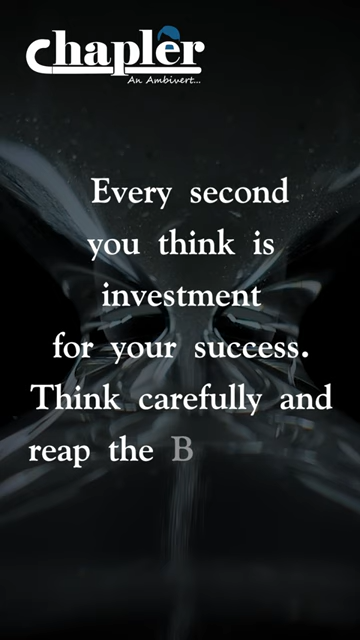 Chapler
An Ambivert...
Every second
you think is
investment
for your success.
Think carefully and
reap the B